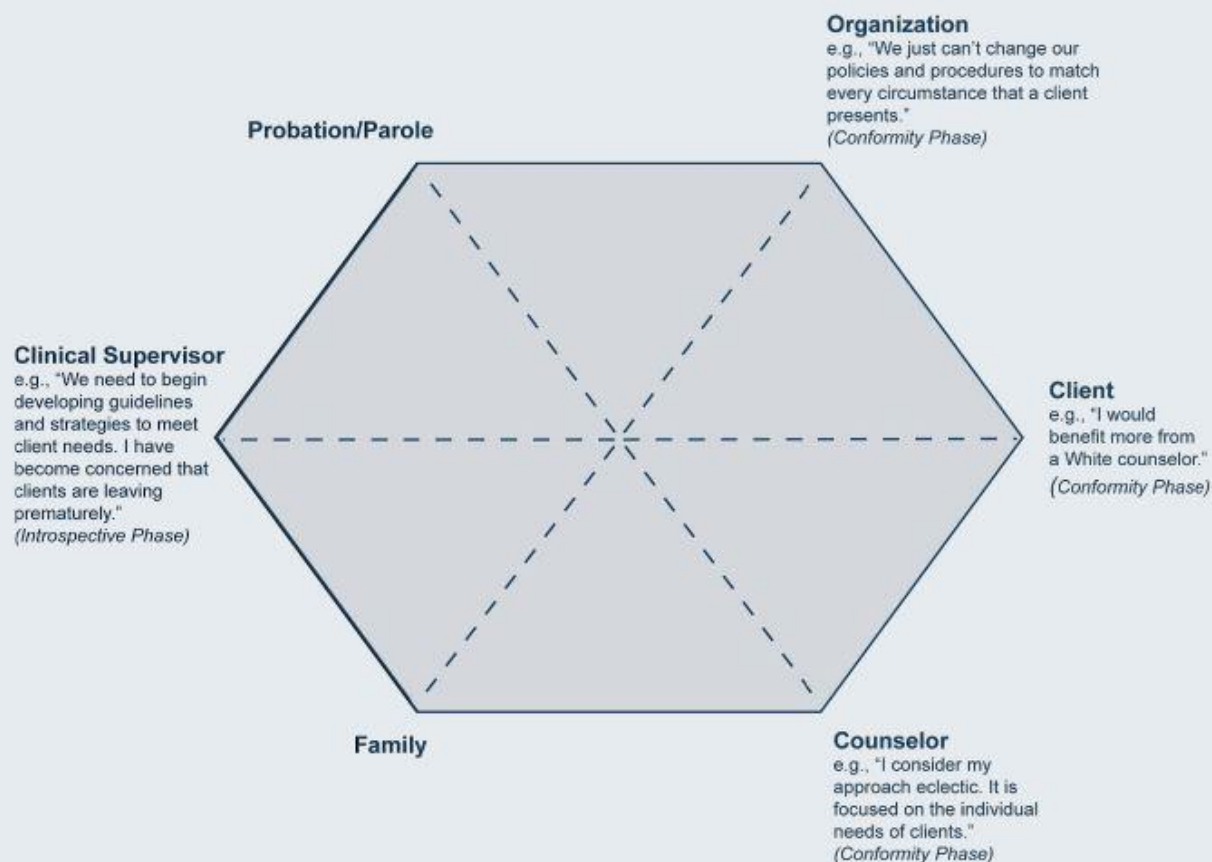 Organization
e.g., “We just can’t change our
policies and procedures to match
every circumstance that a client
presents.”
(Conformity Phase)
Probation/Parole
Clinical Supervisor
e.g., “We need to begin
developing guidelines
and strategies to meet
client needs. I have
become concerned that
clients are leaving
prematurely.”
(Introspective Phase)
Client
e.g., “I would
benefit more from
a White counselor.”
(Conformity Phase)
Family
Counselor
e.g., “I consider my
approach eclectic. It is
focused on the individual
needs of clients.”
(Conformity Phase)